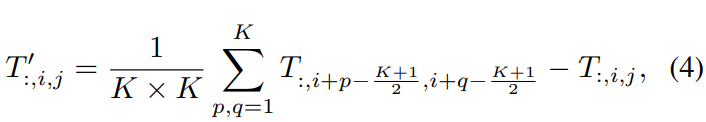 T'_{:,i,j} = \frac{1}{K \times K} \sum_{p,q=1}^{K} T_{:,i+p-\frac{K+1}{2},i+q-\frac{K+1}{2}} - T_{:,i,j}, (4)